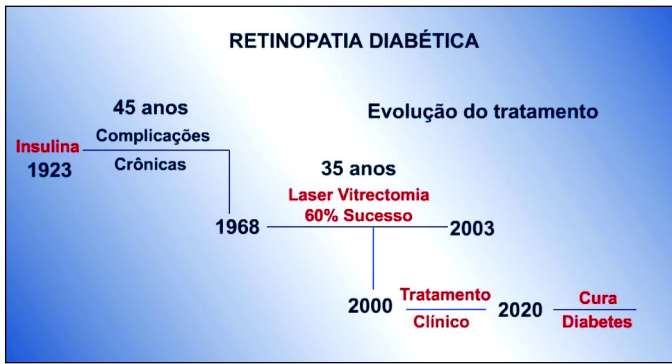 RETINOPATIA DIABÉTICA
45 anos
Evolução do tratamento
Insulina
Complicações
1923
Crônicas
35 anos
Laser Vitrectomia
60% Sucesso
1968
2003
2000
Tratamento
Clínico
2020
Cura
Diabetes